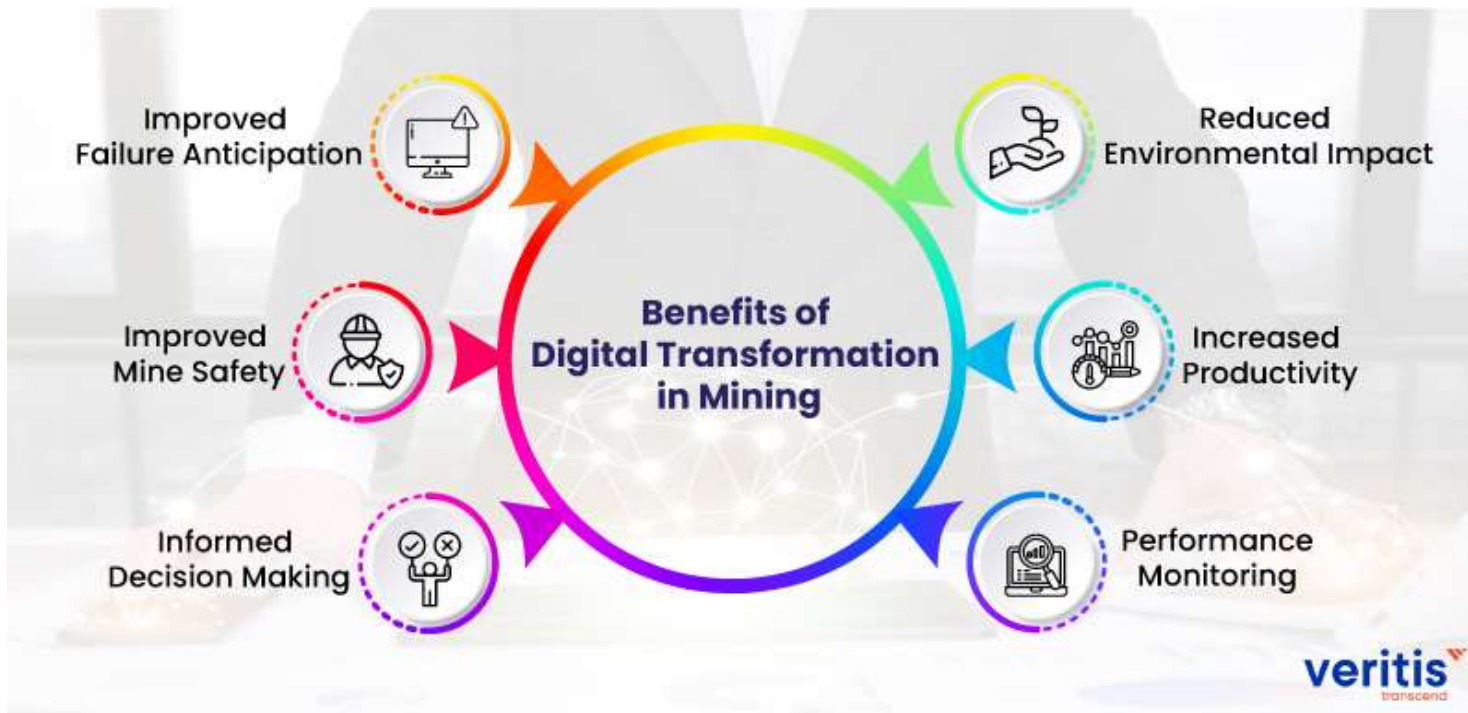 Improved
Failure Anticipation
Reduced
Environmental Impact
Benefits of
Digital Transformation
in Mining
Improved
Mine Safety
Increased
Productivity
Informed
Decision Making
Performance
Monitoring
veritis
transcend